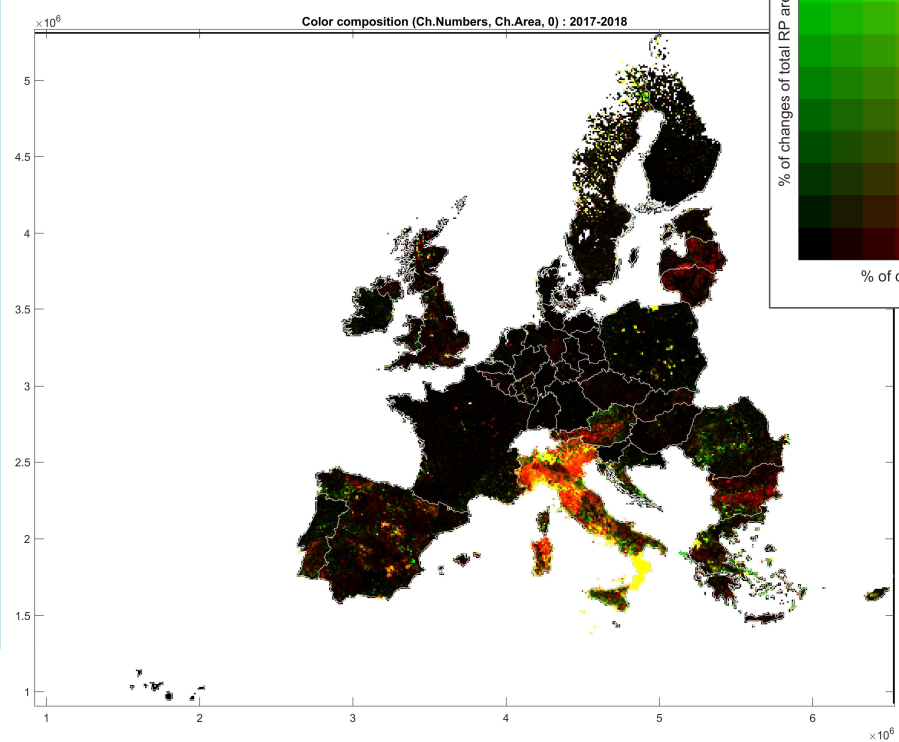 Color composition (Ch.Numbers, Ch.Area, 0) : 2017-2018
×10⁶
5
4.5
4
3.5
3
2.5
2
1.5
1
1 2 3 4 5 6
×10⁶
% of changes of total RP
% of